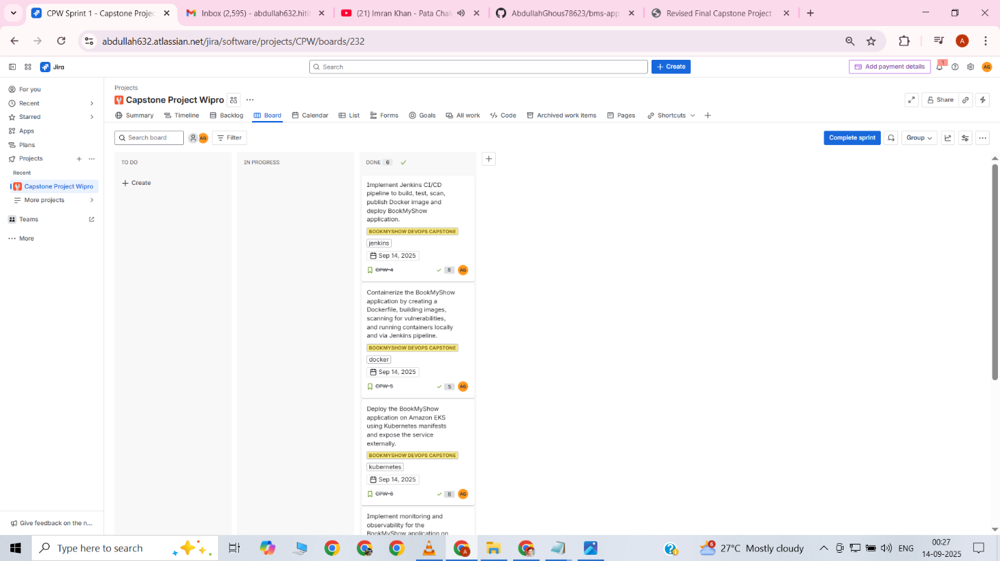 CPW Sprint 1 - Capstone Projec
Inbox (2,595) - abdullah632.hitit
(21) Imran Khan - Pata Chal
AbdullahGhous78623/bms-app
Revised Final Capstone Project
abdullah632.atlassian.net/jira/software/projects/CPW/boards/232
A
Jira
Search
Create
Add payment details
1
AG
For you
Recent
Starred
Apps
Plans
Projects
Recent
Capstone Project Wipro
More projects
Teams
More
Give feedback on the n...
Projects
Capstone Project Wipro
Share
Summary
Timeline
Backlog
Board
Calendar
List
Forms
Goals
All work
Code
Archived work items
Pages
Shortcuts
Search board
AG
Filter
Complete sprint
Group
TO DO
Create
IN PROGRESS
DONE 6
Implement Jenkins CI/CD
pipeline to build, test, scan,
publish Docker image and
deploy BookMyShow
application.
BOOKMYSHOW DEVOPS CAPSTONE
jenkins
Sep 14, 2025
CPW-4
8
AG
Containerize the BookMyShow
application by creating a
Dockerfile, building images,
scanning for vulnerabilities,
and running containers locally
and via Jenkins pipeline.
BOOKMYSHOW DEVOPS CAPSTONE
docker
Sep 14, 2025
CPW-5
5
AG
Deploy the BookMyShow
application on Amazon EKS
using Kubernetes manifests
and expose the service
externally.
BOOKMYSHOW DEVOPS CAPSTONE
kubernetes
Sep 14, 2025
CPW-6
8
AG
Implement monitoring and
observability for the
BookMyShow application on
Type here to search
A
6
27°C Mostly cloudy
ENG
00:27
14-09-2025